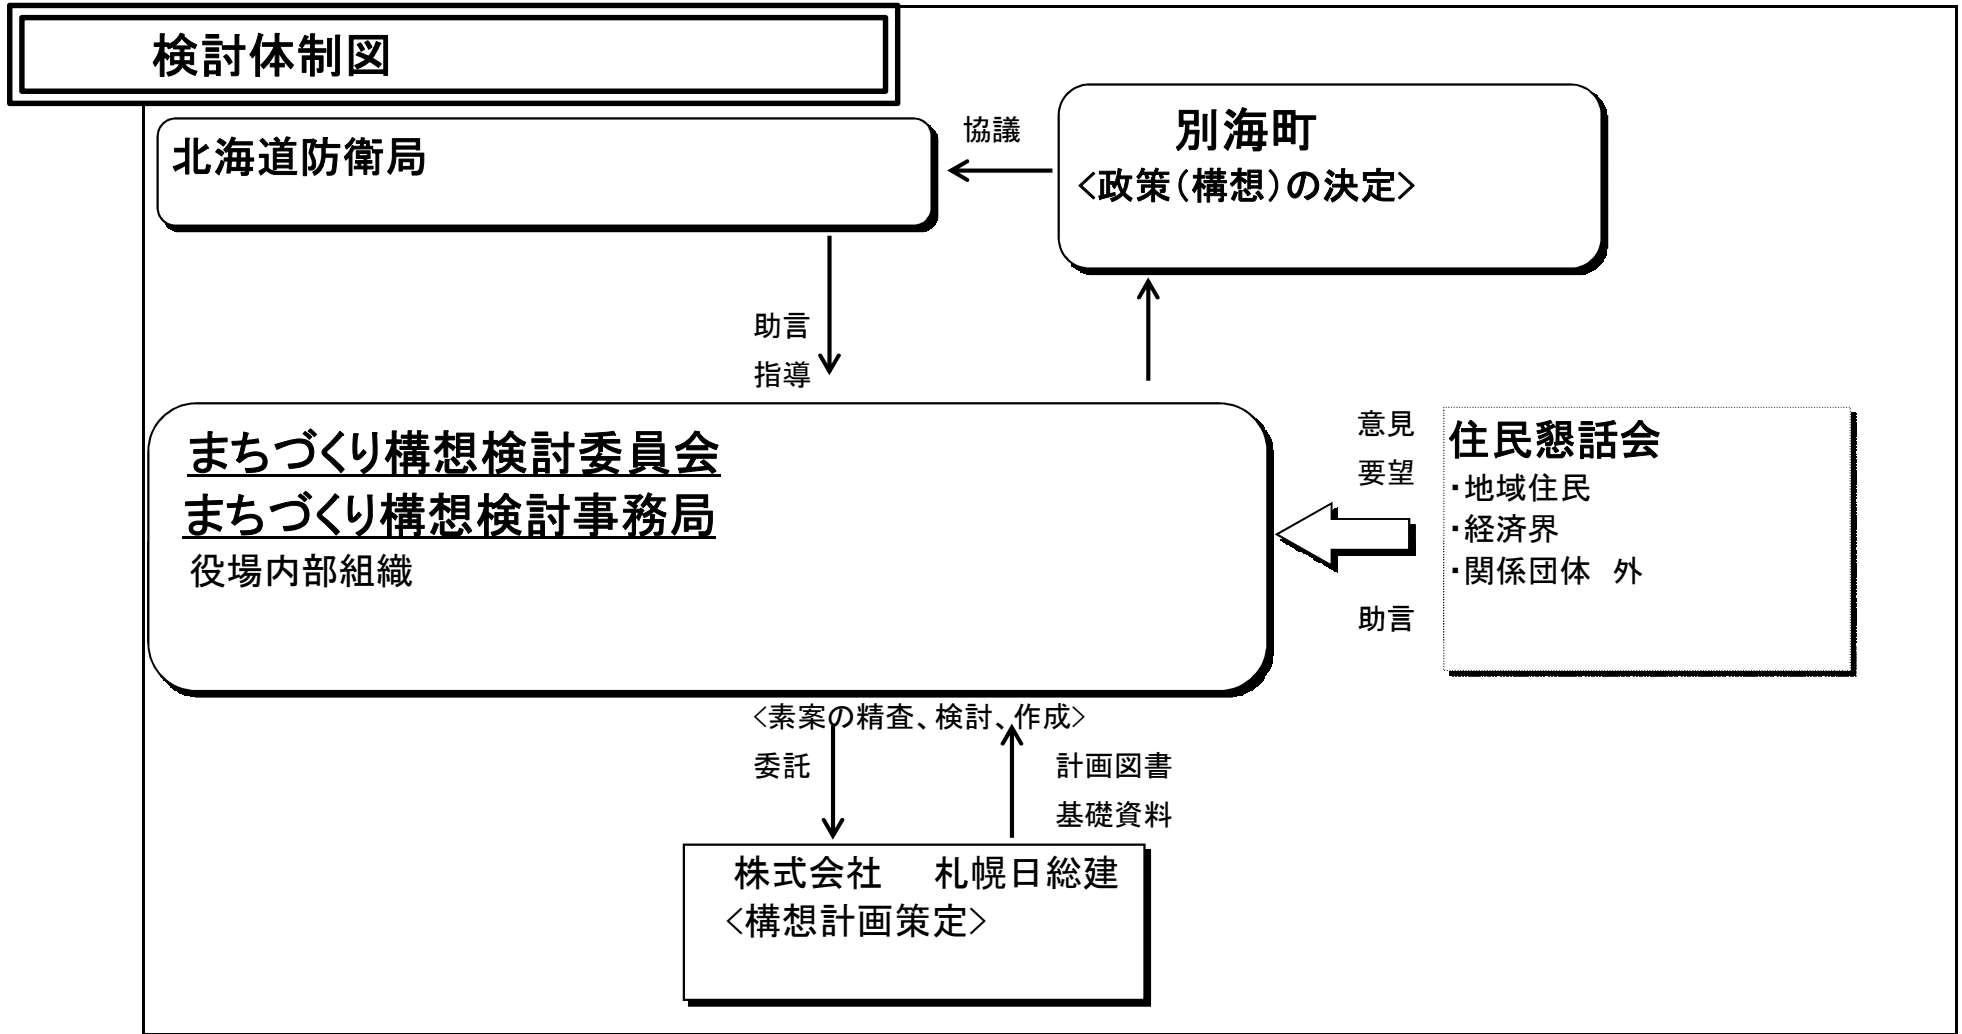 検討体制図
北海道防衛局
協議
別海町
<政策(構想)の決定>
助言
指導
まちづくり構想検討委員会
まちづくり構想検討事務局
役場内部組織
意見
要望
助言
住民懇話会
・地域住民
・経済界
・関係団体　外
<素案の精査、検討、作成>
委託
計画図書
基礎資料
株式会社　札幌日総建
<構想計画策定>